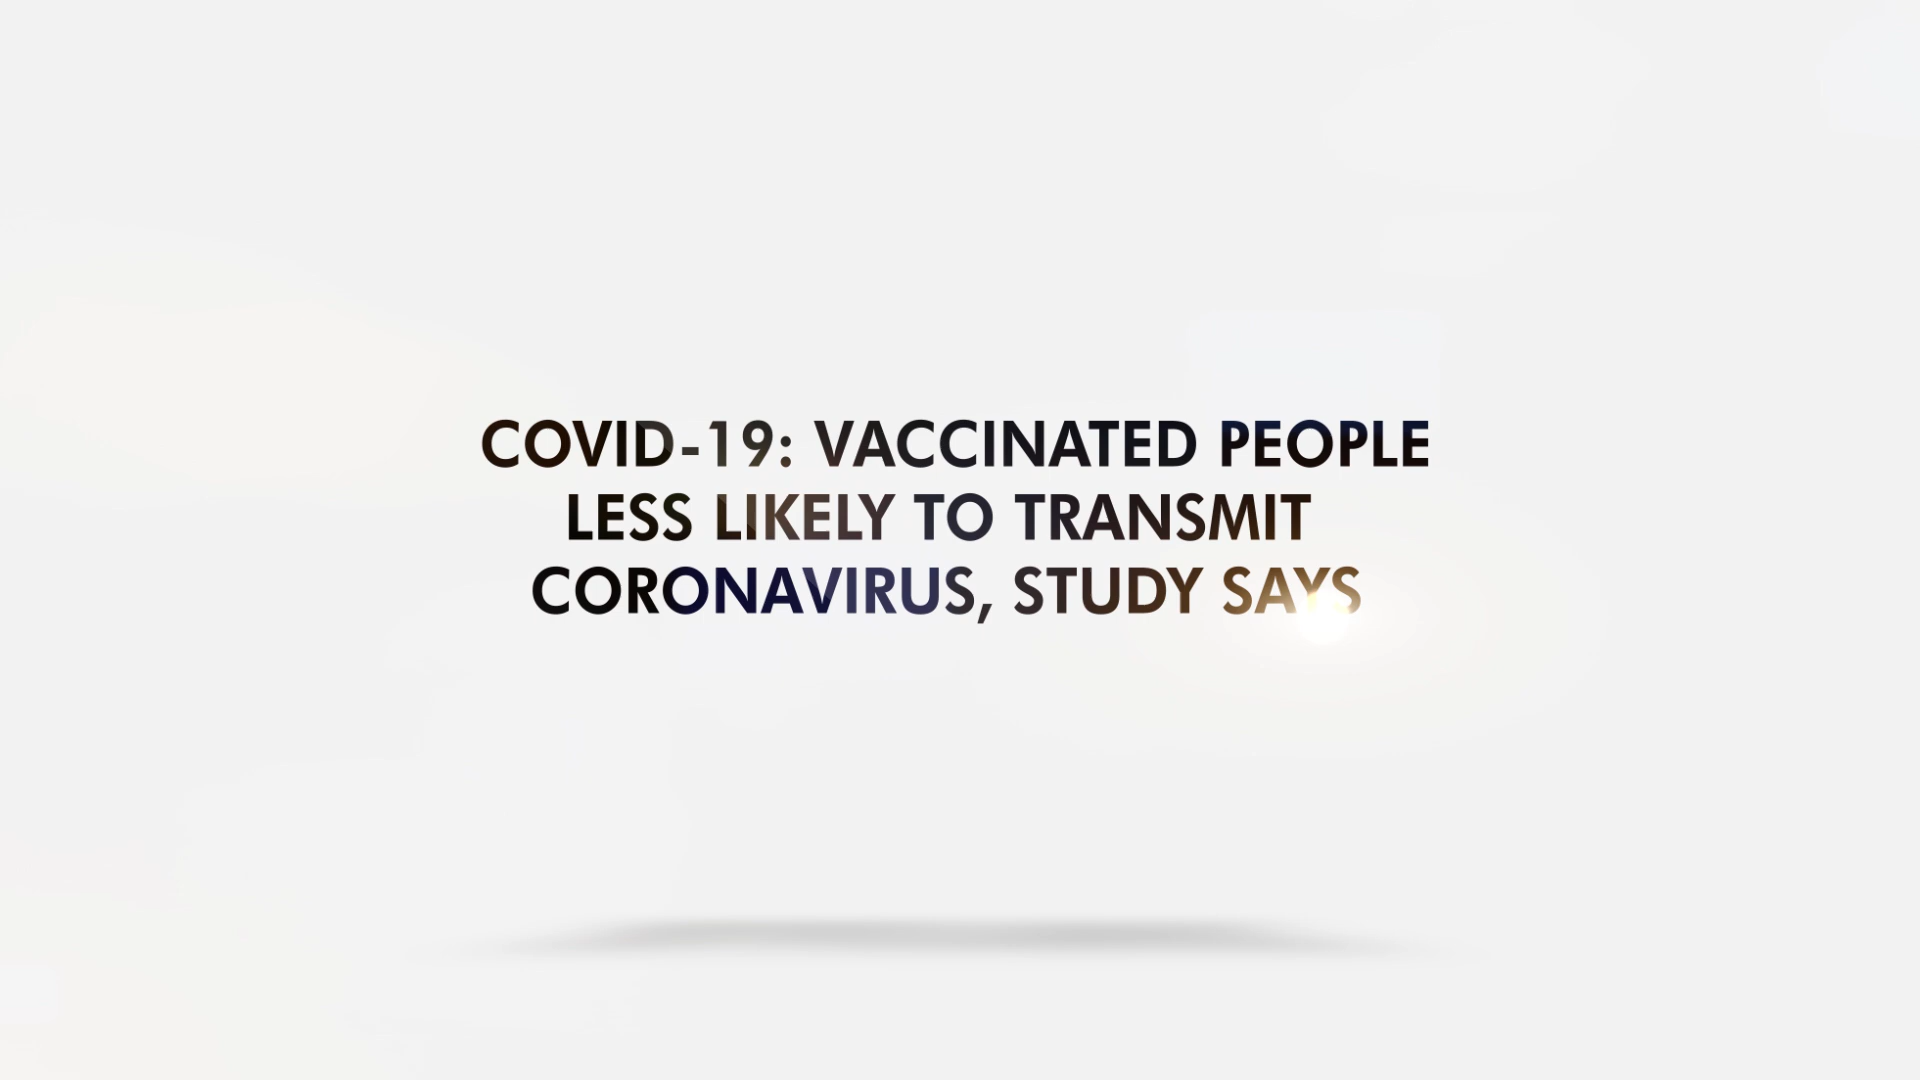 COVID-19: VACCINATED PEOPLE
LESS LIKELY TO TRANSMIT
CORONAVIRUS, STUDY SAYS